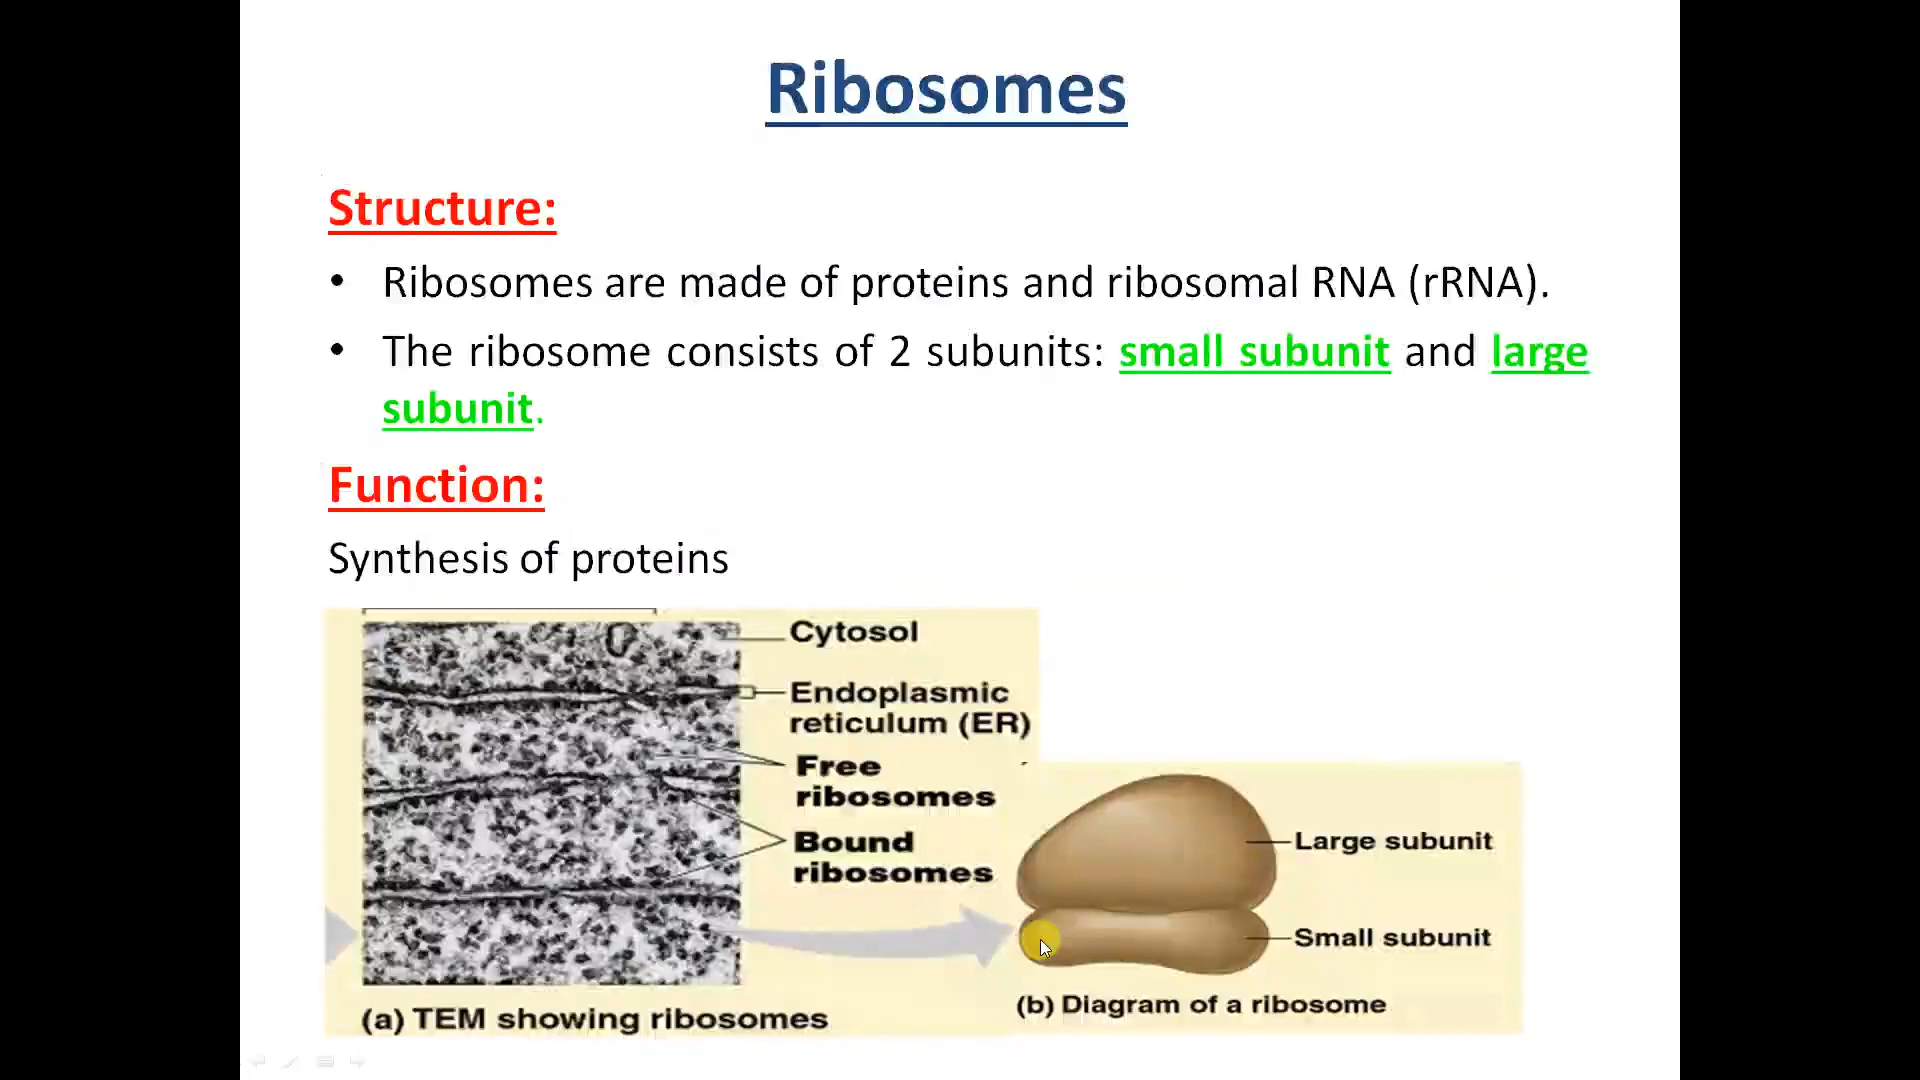 Ribosomes
Structure:
• Ribosomes are made of proteins and ribosomal RNA (rRNA).
• The ribosome consists of 2 subunits: small subunit and large
subunit.
Function:
Synthesis of proteins
Cytosol
Endoplasmic
reticulum (ER)
Free
ribosomes
Bound
ribosomes
Large subunit
Small subunit
(a) TEM showing ribosomes
(b) Diagram of a ribosome